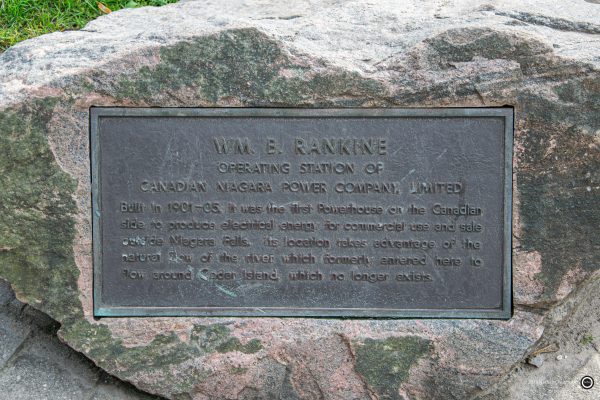 WM. B. RANKINE
OPERATING STATION OF
CANADIAN NIAGARA POWER COMPANY, LIMITED
Built in 1901-05, it was the first Powerhouse on the Canadian
side to produce electrical energy for commercial use and sale
outside Niagara Falls. Its location takes advantage of the
natural flow of the river which formerly entered here to
flow around Cedar Island, which no longer exists.